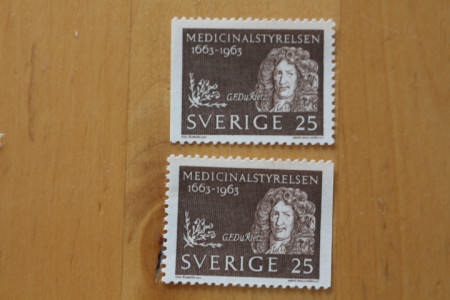 MEDICINALSTYRELSEN
1663-1963
G.F.Du Rietz
SVERIGE 25
MEDICINALSTYRELSEN
1663-1963
G.F.Du Rietz
SVERIGE 25